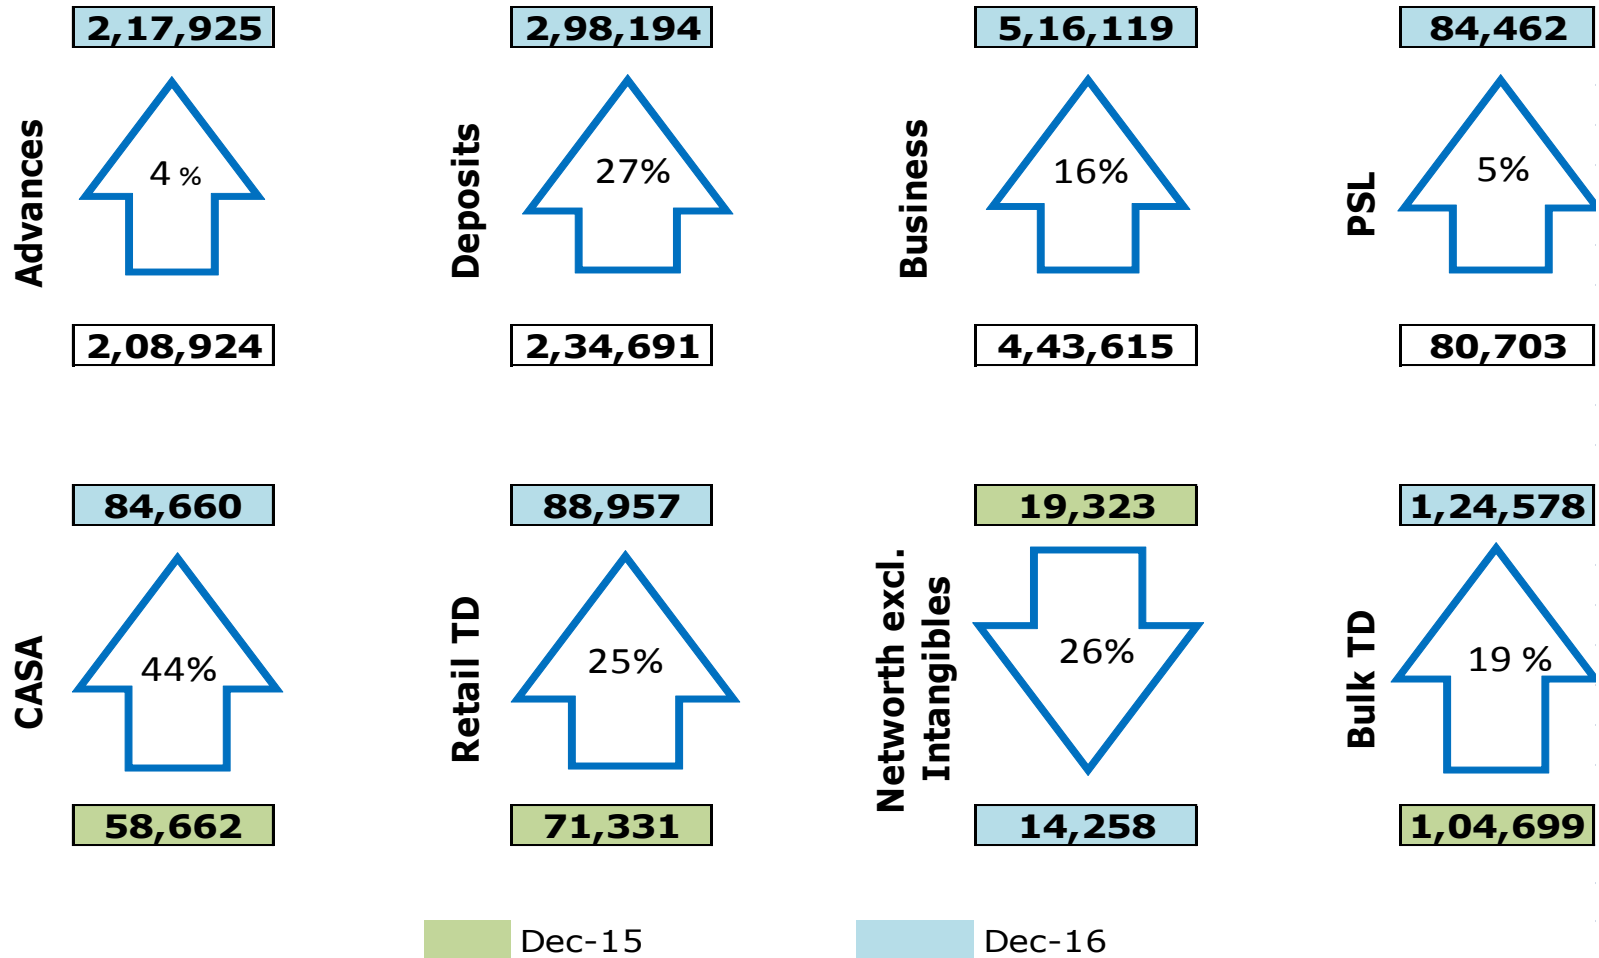 2,17,925
Advances
4 %
2,08,924
2,98,194
Deposits
27%
2,34,691
5,16,119
Business
16%
4,43,615
84,462
PSL
5%
80,703
84,660
CASA
44%
58,662
88,957
Retail TD
25%
71,331
19,323
Networth excl.
Intangibles
26%
14,258
1,24,578
Bulk TD
19 %
1,04,699
Dec-15
Dec-16